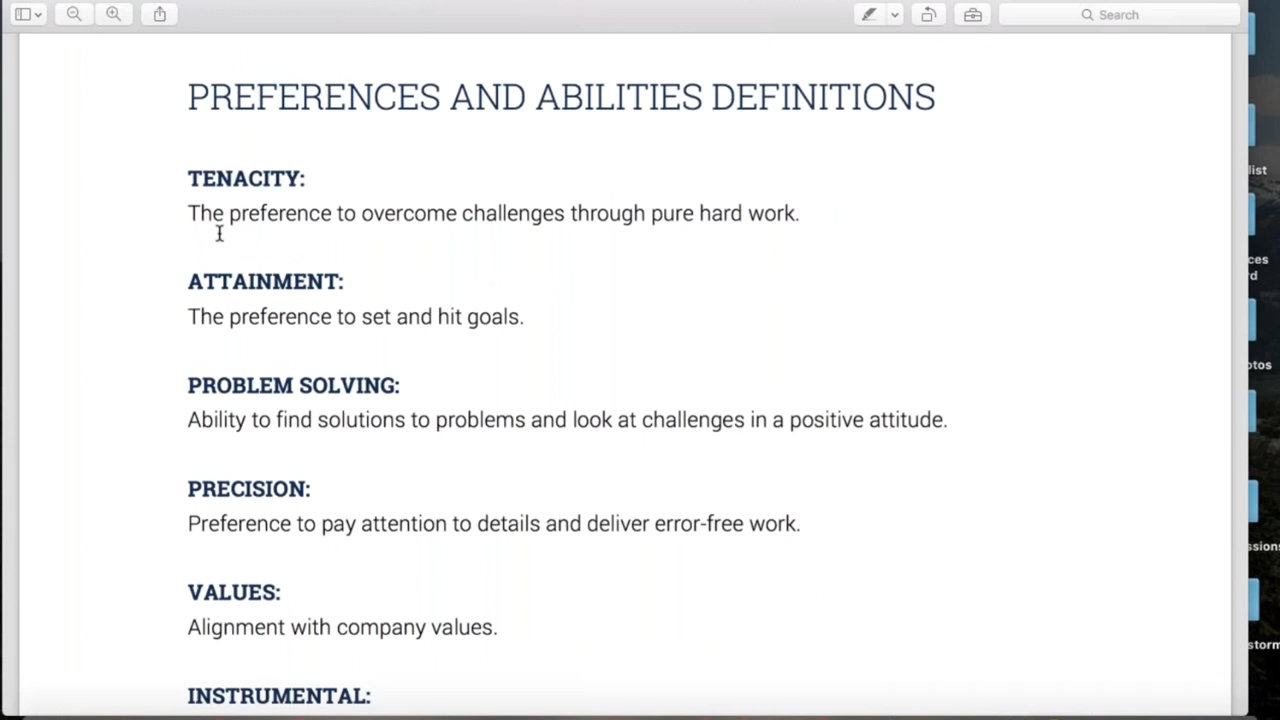 Search
PREFERENCES AND ABILITIES DEFINITIONS
TENACITY:
The preference to overcome challenges through pure hard work.
ATTAINMENT:
The preference to set and hit goals.
PROBLEM SOLVING:
Ability to find solutions to problems and look at challenges in a positive attitude.
PRECISION:
Preference to pay attention to details and deliver error-free work.
VALUES:
Alignment with company values.
INSTRUMENTAL:
list